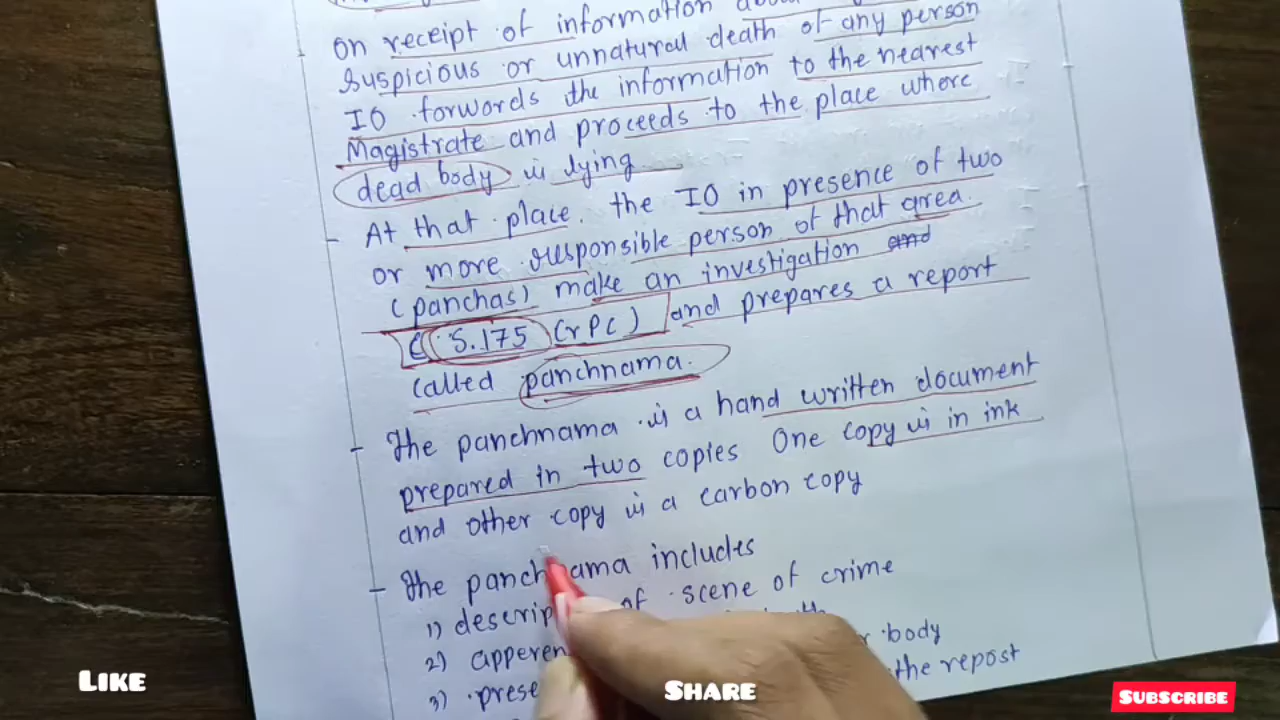 on receipt of information
suspicious or unnatural death of any person
IO forwords the information to the nearest
Magistrate and proceeds to the place where
dead body is lying
- At that place. the IO in presence of two
or more responsible person of that area.
(panchas) make an investigation and
( S.175 CrPC) and prepares a report
called panchnama.
- The panchnama is a hand written document
prepared in two copies One copy is in ink
and other copy is a carbon copy
- The panchnama includes
1) descrip of scene of crime
2) apperen body
3) prese the repost
LIKE
SHARE
SUBSCRIBE